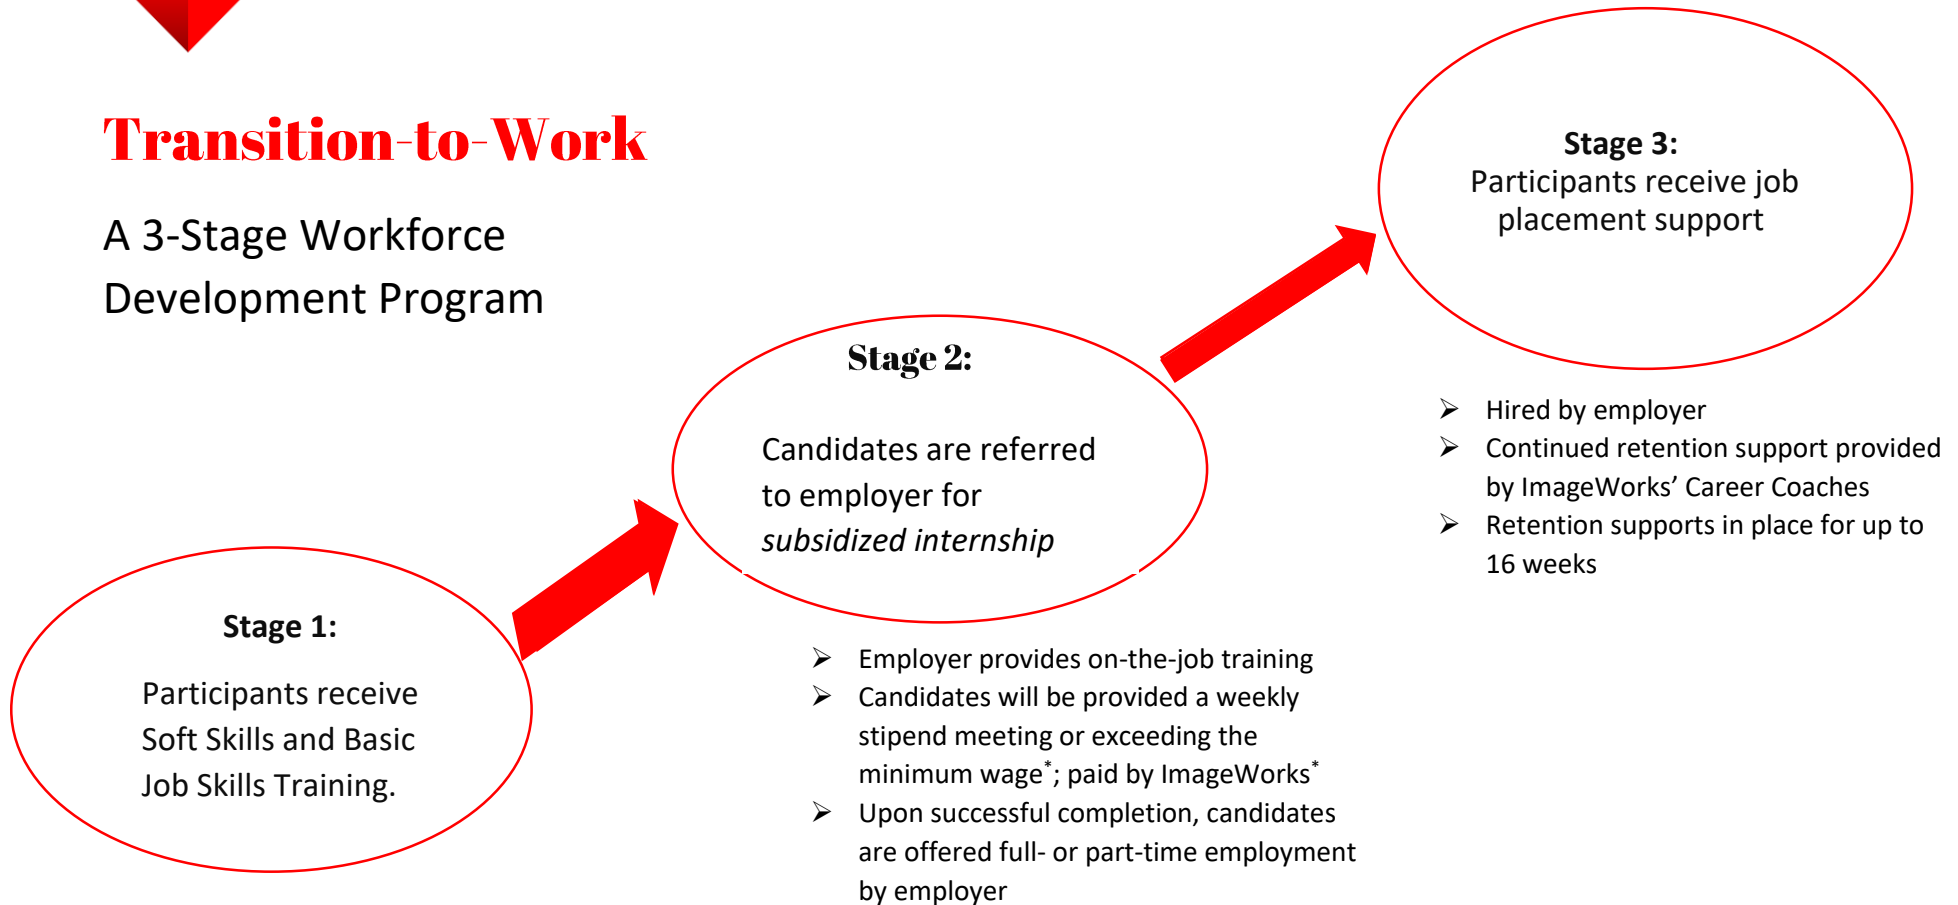 Transition-to-Work
A 3-Stage Workforce
Development Program
Stage 1:
Participants receive
Soft Skills and Basic
Job Skills Training.
Stage 2:
Candidates are referred
to employer for
subsidized internship
➢ Employer provides on-the-job training
➢ Candidates will be provided a weekly
stipend meeting or exceeding the
minimum wage*; paid by ImageWorks*
➢ Upon successful completion, candidates
are offered full- or part-time employment
by employer
Stage 3:
Participants receive job
placement support
➢ Hired by employer
➢ Continued retention support provided
by ImageWorks’ Career Coaches
➢ Retention supports in place for up to
16 weeks